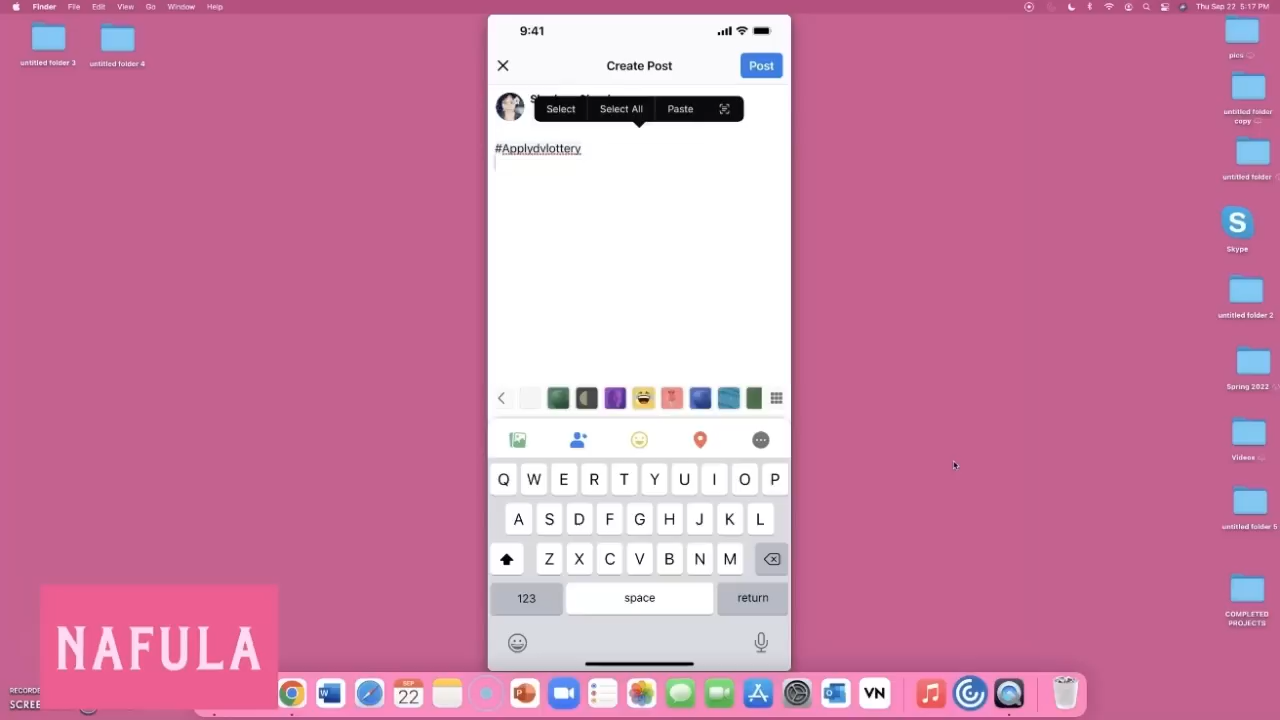 Finder File Edit View Go Window Help
Thu Sep 22 5:17 PM
untitled folder 3
untitled folder 4
9:41
Create Post
Post
Select Select All Paste
#Applydvlottery
Q W E R T Y U I O P
A S D F G H J K L
Z X C V B N M
123 space return
pics
untitled folder
copy
untitled folder
S
Skype
untitled folder 2
Spring 2022
Videos
untitled folder 5
COMPLETED
PROJECTS
NAFULA
RECORDE
SCREE
W
SEP
22
P
VN